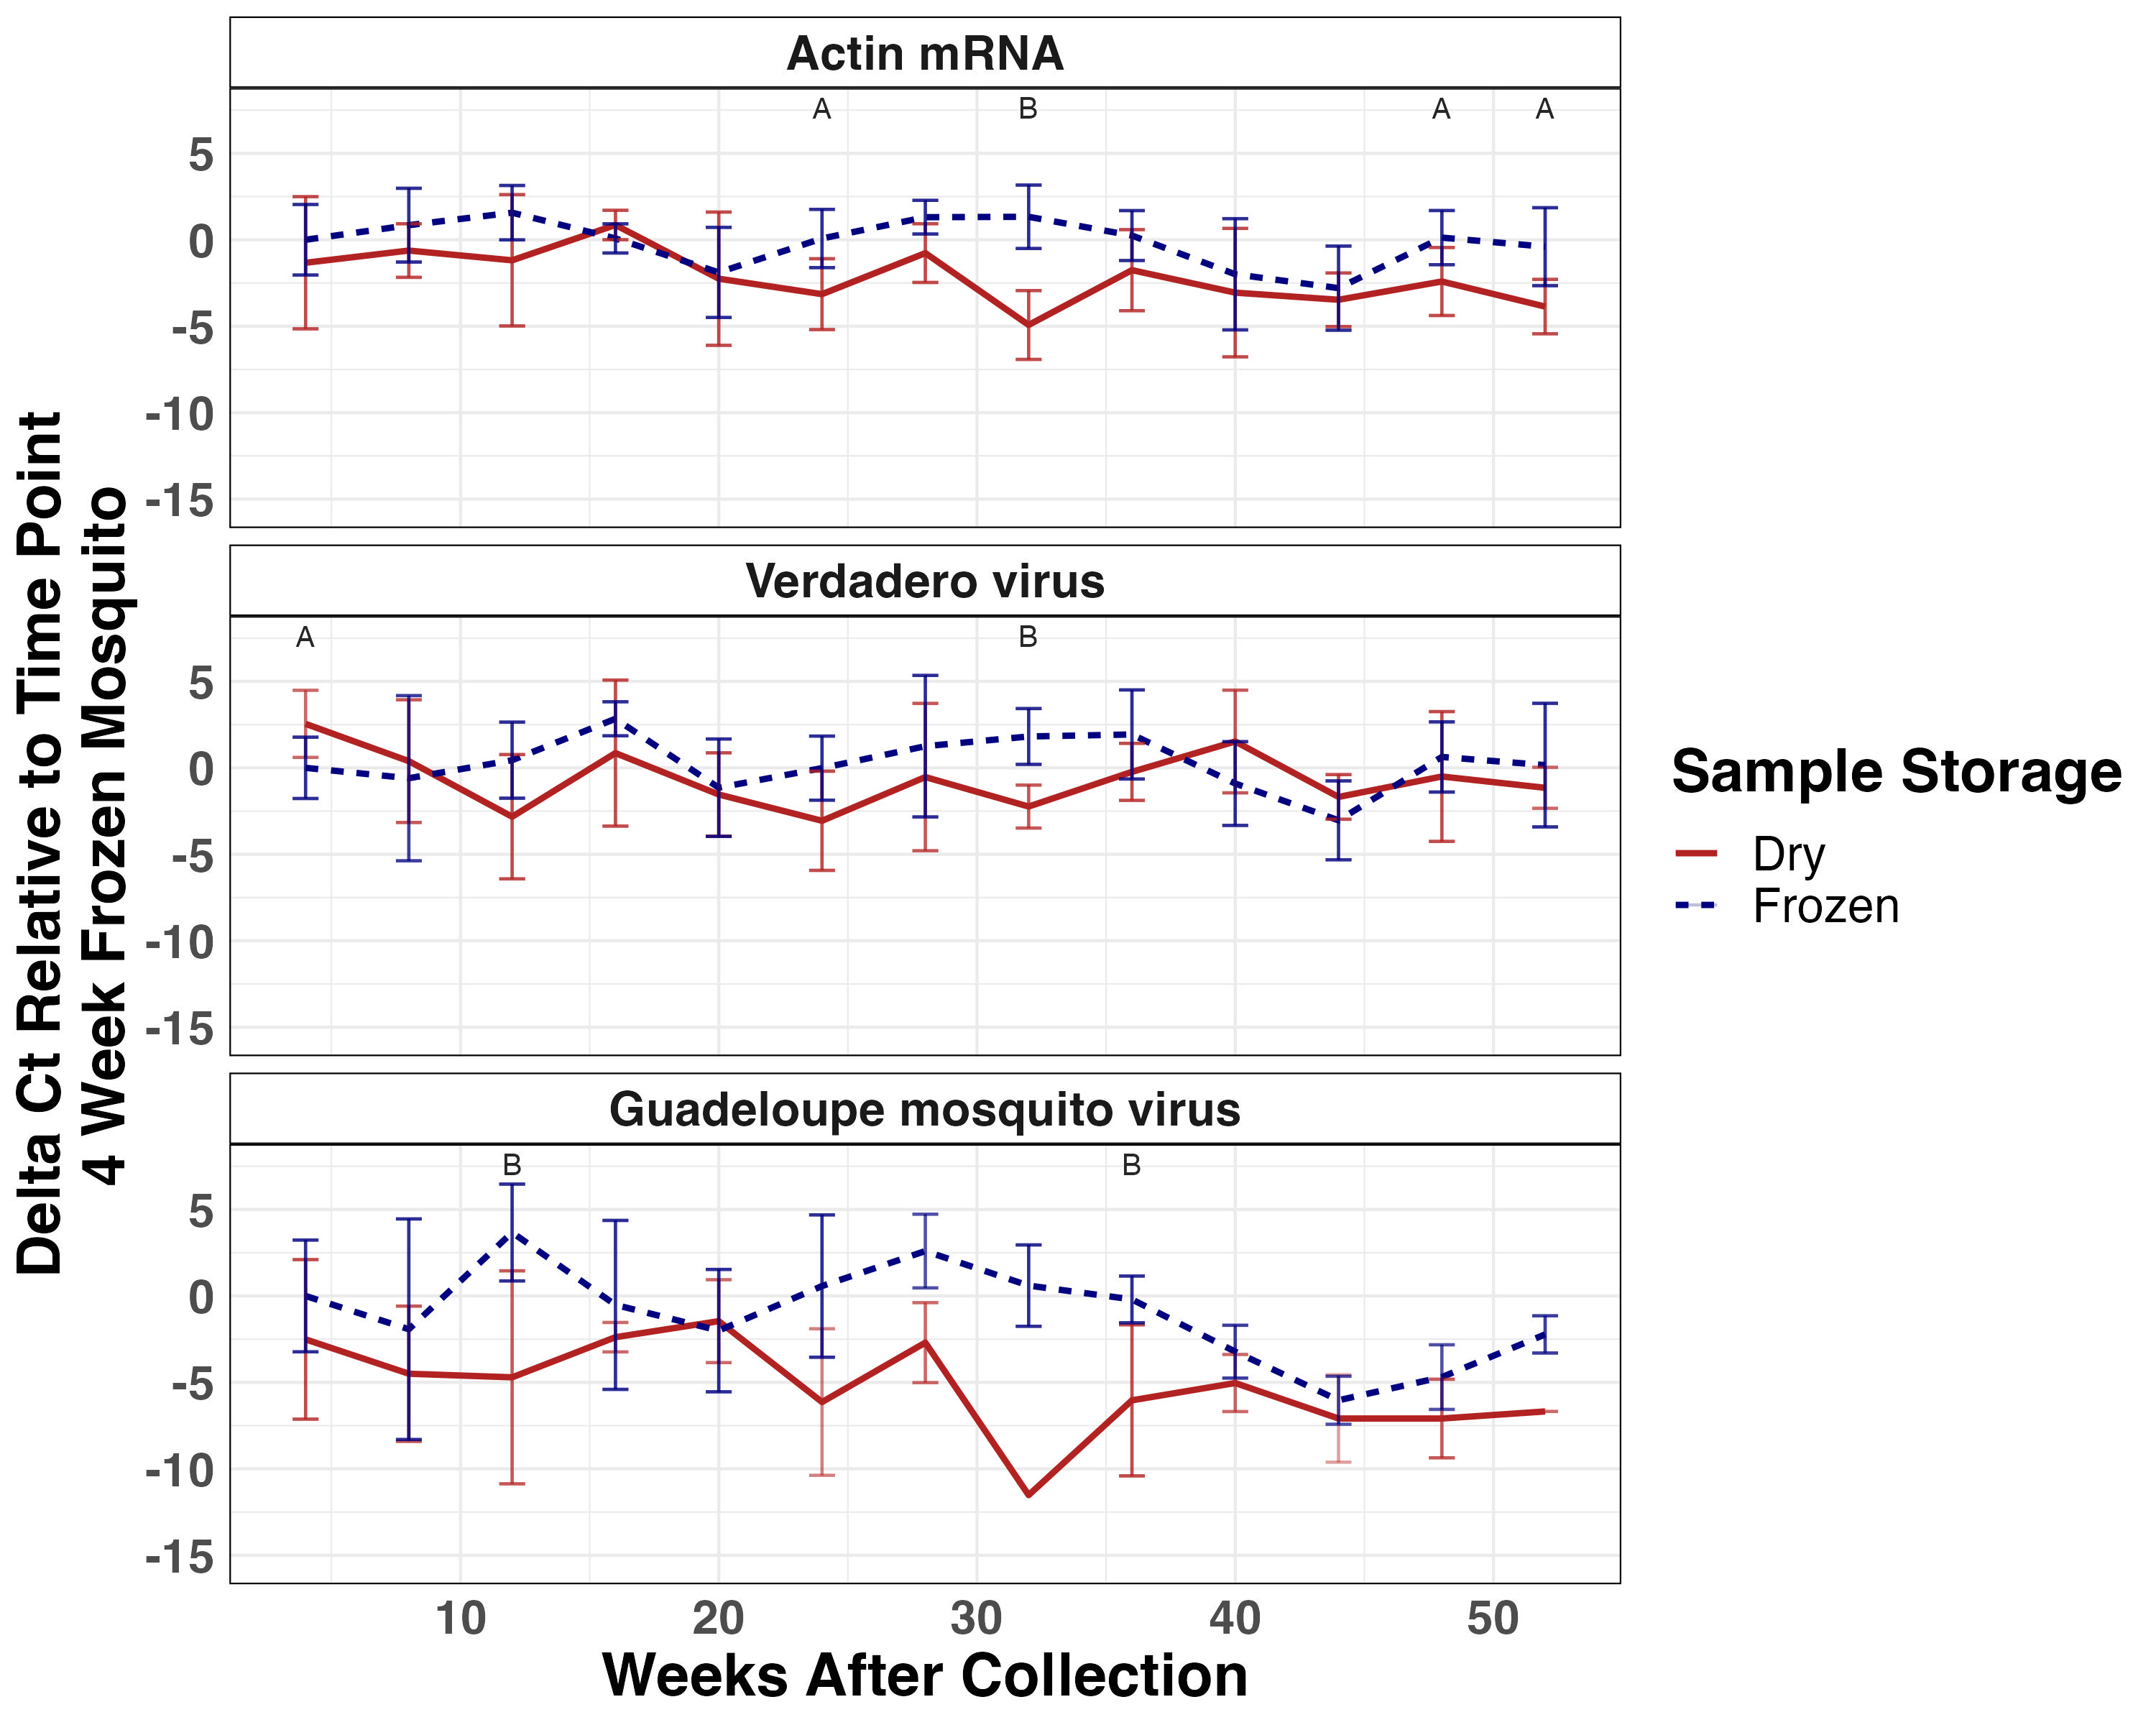 Actin mRNA
A B A A
5
0
-5
-10
-15
Verdadero virus
A B
5
0
-5
-10
-15
Guadeloupe mosquito virus
B B
5
0
-5
-10
-15
10 20 30 40 50
Weeks After Collection
Delta Ct Relative to Time Point
4 Week Frozen Mosquito
Sample Storage
Dry
Frozen